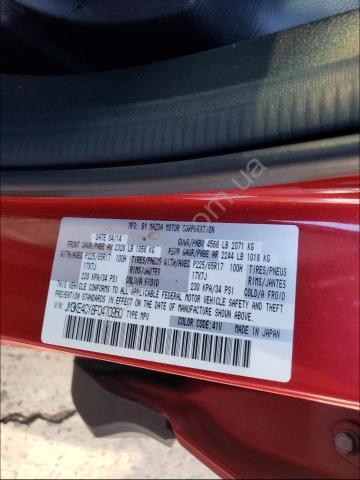 MFD. BY MAZDA MOTOR CORPORATION
DATE: 04/14 GVWR/PNBV 4566 LB 2071 KG
FRONT GAWR/PNBE AV 2328 LB 1056 KG REAR GAWR/PNBE AR 2244 LB 1018 KG
WITH/AVEC P225/65R17 100H TIRES/PNEUS WITH/AVEC P225/65R17 100H TIRES/PNEUS
17X7J RIMS/JANTES 17X7J RIMS/JANTES
230 KPA/34 PSI COLD/A FROID 230 KPA/34 PSI COLD/A FROID
THIS VEHICLE CONFORMS TO ALL APPLICABLE FEDERAL MOTOR VEHICLE SAFETY, BUMPER, AND THEFT
PREVENTION STANDARDS IN EFFECT ON THE DATE OF MANUFACTURE SHOWN ABOVE.
VIN: TYPE: MPV
COLOR CODE: 41V MADE IN JAPAN